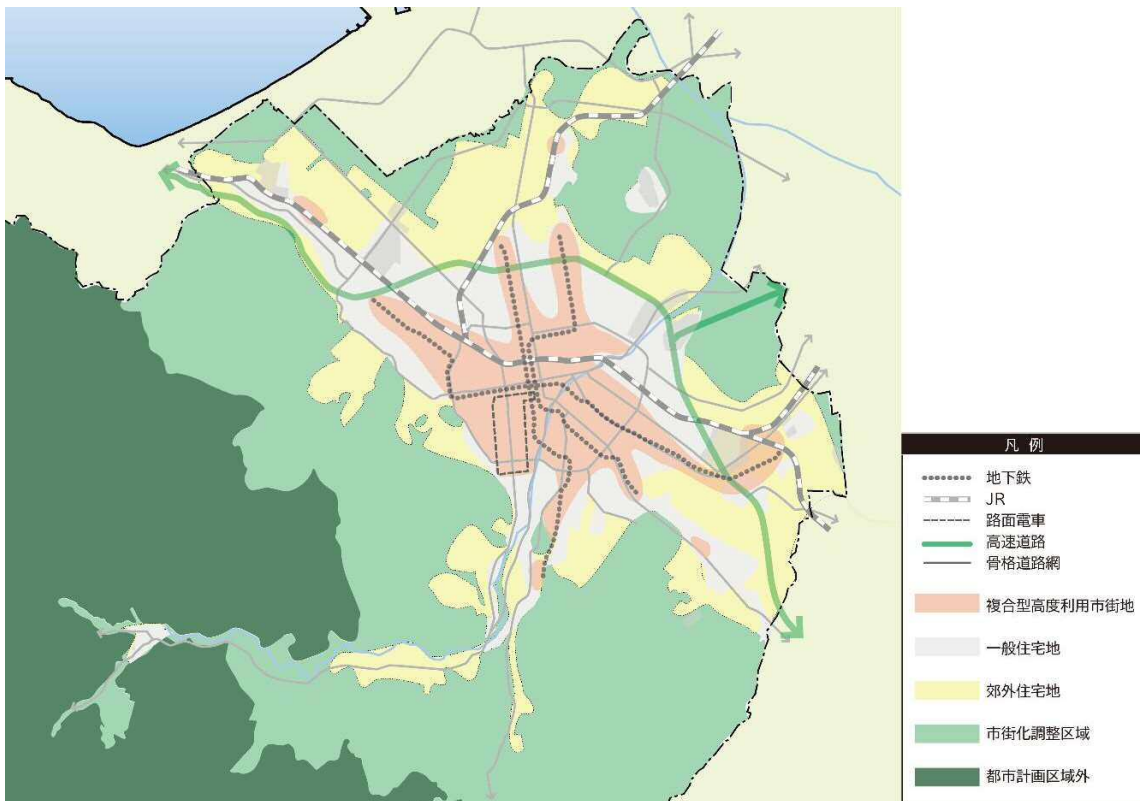 凡例
地下鉄
JR
路面電車
高速道路
骨格道路網
複合型高度利用市街地
一般住宅地
郊外住宅地
市街化調整区域
都市計画区域外